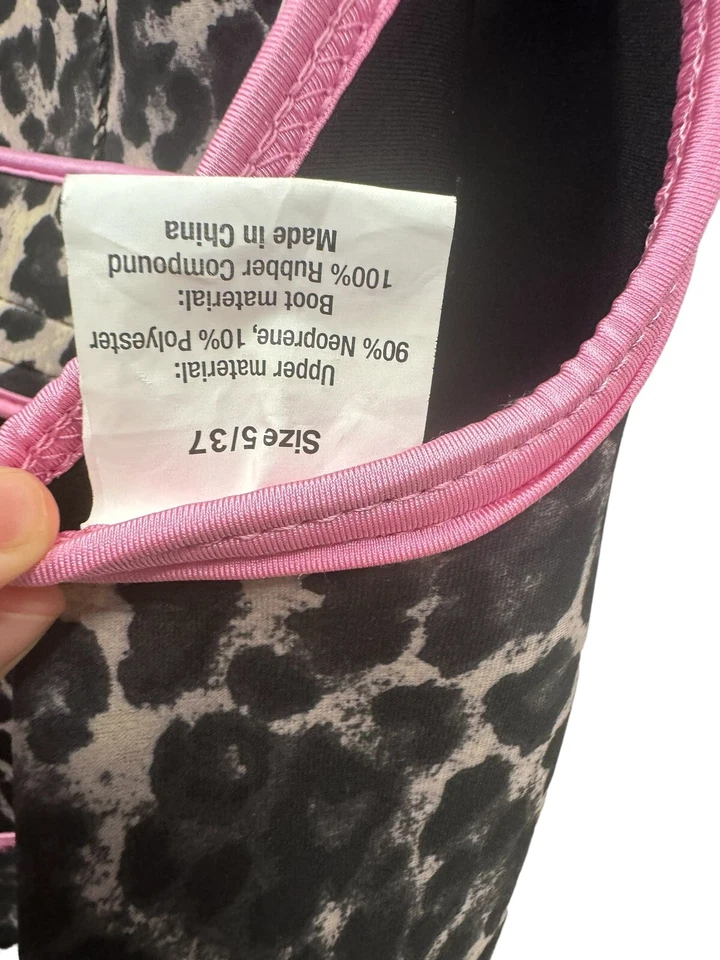 Size 5/37
Upper material:
90% Neoprene, 10% Polyester
Boot material:
100% Rubber Compound
Made in China